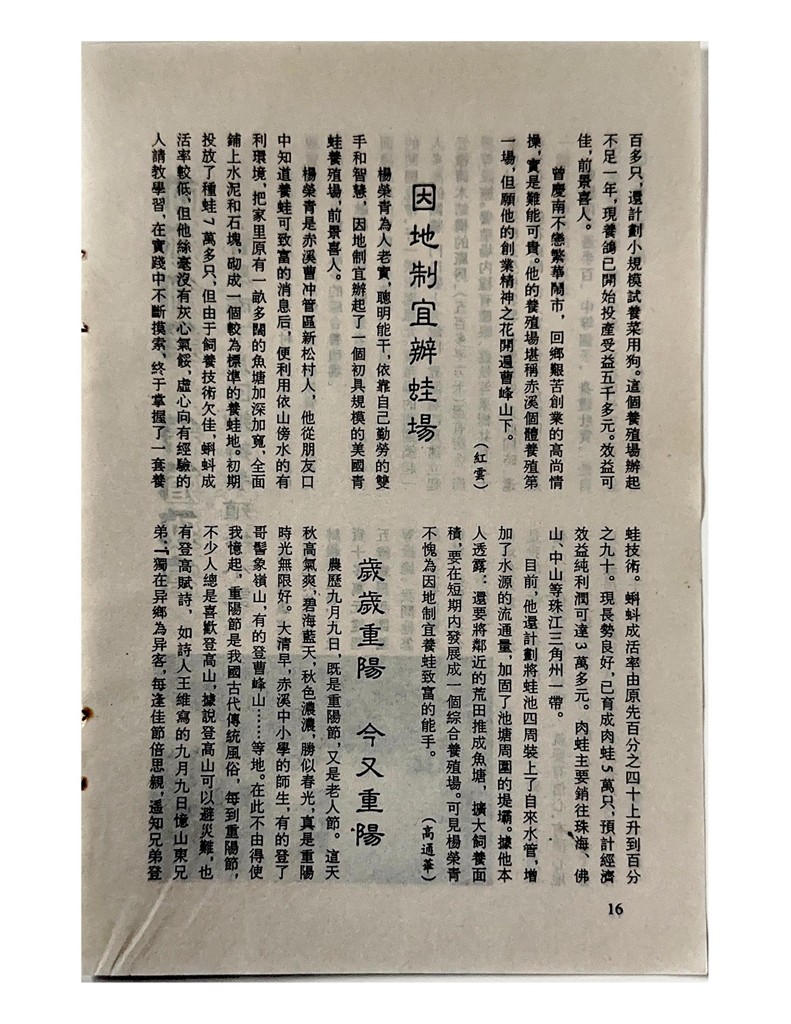 百多只，還計劃小規模試養菜用狗。這個養殖場辦起
不足一年，現養鴿已開始投產受益五千多元。效益可
佳，前景喜人。
曾慶南不戀繁華鬧市，回鄉艱苦創業的高尚情
操，實是難能可貴。他的養殖場堪稱赤溪個體養殖第
一場，但願他的創業精神之花開遍曹峰山下。
（紅雲）
因地制宜辦蛙場
楊榮青為人老實，聰明能干，依靠自己勤勞的雙
手和智慧，因地制宜辦起了一個初具規模的美國青
蛙養殖場，前景喜人。
楊榮青是赤溪曹冲管區新松村人，他從朋友口
中知道養蛙可致富的消息后，便利用依山傍水的有
利環境，把家里原有一畝多闊的魚塘加深加寬，全面
鋪上水泥和石塊，砌成一個較為標準的養蛙地。初期
投放了種蛙7萬多只，但由于飼養技術欠佳，蝌蚪成
活率較低，但他絲毫沒有灰心氣餒，虛心向有經驗的
人請教學習，在實踐中不斷摸索，終于掌握了一套養
蛙技術。蝌蚪成活率由原先百分之四十上升到百分
之九十。現長勢良好，已育成肉蛙5萬只，預計經濟
效益純利潤可達3萬多元。肉蛙主要銷往珠海、佛
山、中山等珠江三角州一帶。
目前，他還計劃將蛙池四周裝上了自來水管，增
加了水源的流通量，加固了池塘周圍的堤壩。據他本
人透露：還要將鄰近的荒田推成魚塘，擴大飼養面
積，要在短期內發展成一個綜合養殖場。可見楊榮青
不愧為因地制宜養蛙致富的能手。
（高通華）
歲歲重陽 今又重陽
農歷九月九日，既是重陽節，又是老人節。這天
秋高氣爽，碧海藍天，秋色濃濃，勝似春光，真是重陽
時光無限好。大清早，赤溪中小學的師生，有的登了
哥髻象嶺山，有的登曹峰山……等地。在此不由得使
我憶起，重陽節是我國古代傳統風俗，每到重陽節，
不少人總是喜歡登高山，據說登高山可以避災難，也
有登高賦詩，如詩人王維寫的九月九日憶山東兄
弟：“獨在异鄉為异客，每逢佳節倍思親，遥知兄弟登
16